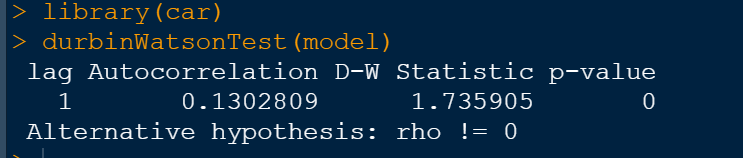 > library(car)
> durbinWatsonTest(model)
 lag Autocorrelation D-W Statistic p-value
   1       0.1302809      1.735905       0
 Alternative hypothesis: rho != 0
>